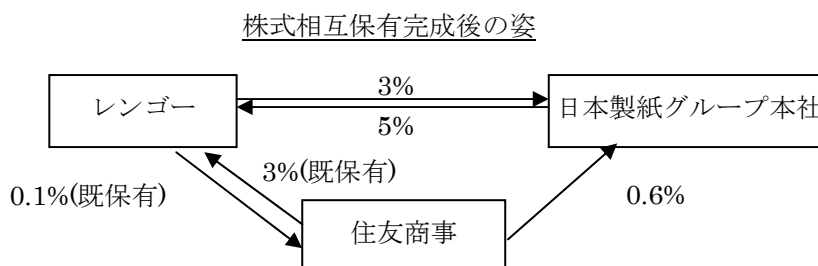 株式相互保有完成後の姿
3%
レンゴー
日本製紙グループ本社
5%
3%(既保有)
0.1%(既保有)
0.6%
住友商事